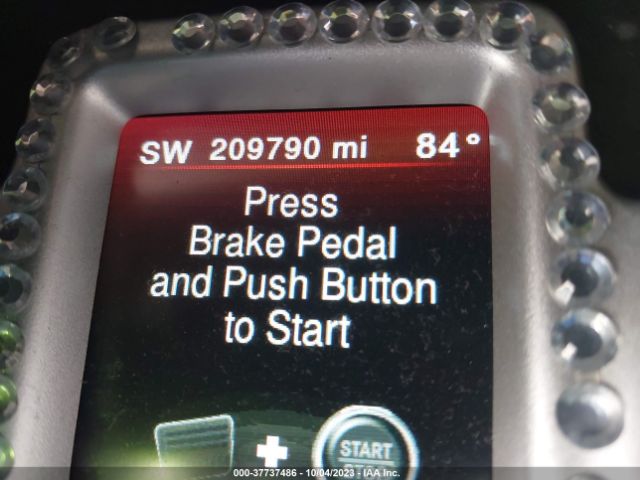 SW 209790 mi 84°
Press
Brake Pedal
and Push Button
to Start
START
000-37737486 - 10/04/2023 - IAA Inc.